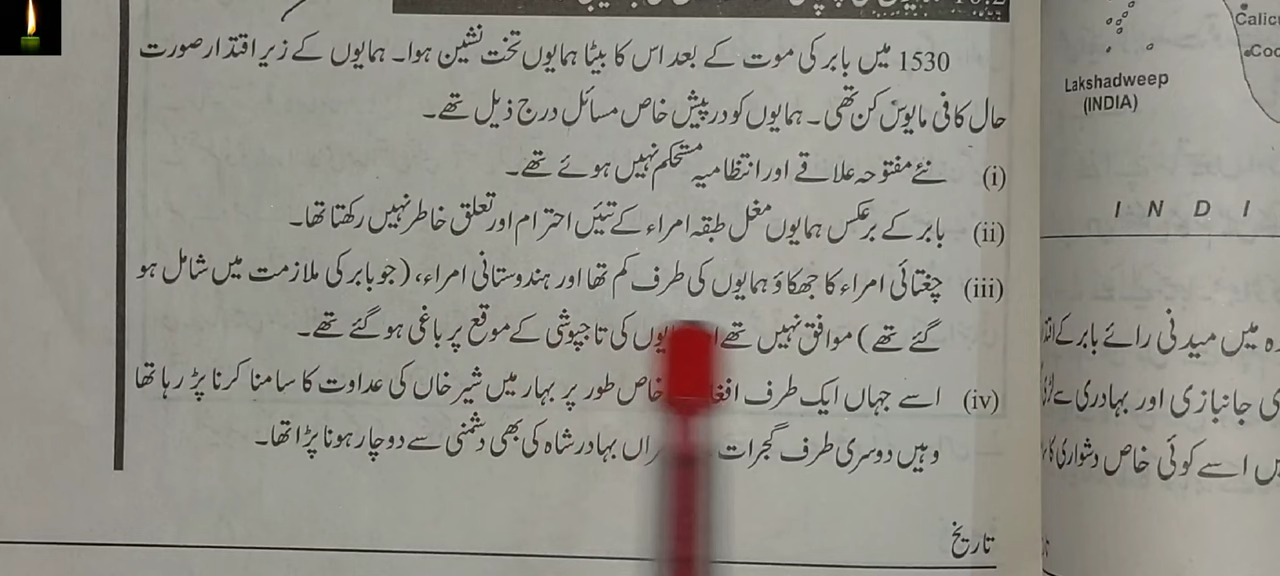 1530 میں بابر کی موت کے بعد اس کا بیٹا ہمایوں تخت نشین ہوا۔ ہمایوں کے زیر اقتدار صورت
حال کافی مایوس کن تھی۔ ہمایوں کو درپیش خاص مسائل درج ذیل تھے۔
(i) نئے مفتوحہ علاقے اور انتظامیہ مستحکم نہیں ہوئے تھے۔
(ii) بابر کے برعکس ہمایوں مغل طبقہ امراء کے تئیں احترام اور تعلق خاطر نہیں رکھتا تھا۔
(iii) چغتائی امراء کا جھکاؤ ہمایوں کی طرف کم تھا اور ہندوستانی امراء، (جو بابر کی ملازمت میں شامل ہو
گئے تھے) موافق نہیں تھے کی تاجپوشی کے موقع پر باغی ہو گئے تھے۔
(iv) اسے جہاں ایک طرف خاص طور پر بہار میں شیر خاں کی عداوت کا سامنا کرنا پڑ رہا تھا
وہیں دوسری طرف گجرات بہادر شاہ کی بھی دشمنی سے دوچار ہونا پڑا تھا۔
تاریخ
Lakshadweep
(INDIA)
I N D I
میں میدنی رائے بابر کے
جانبازی اور بہادری سے
اسے کوئی خاص دشواری کا